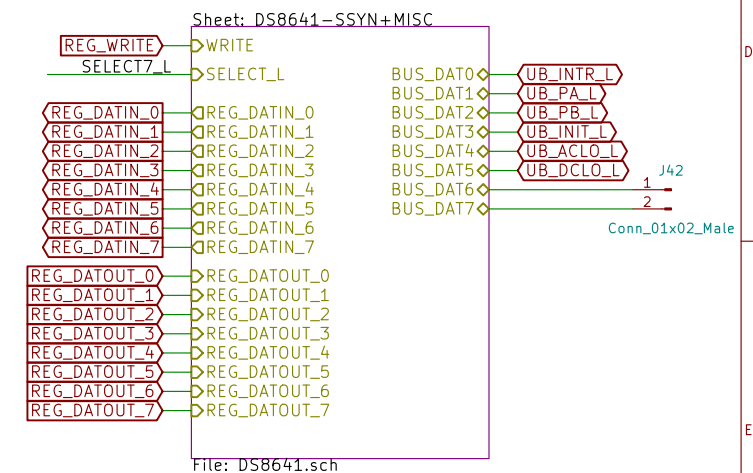 Sheet: DS8641-SSYN+MISC
REG_WRITE WRITE
SELECT7_L SELECT_L BUS_DAT0 UB_INTR_L
BUS_DAT1 UB_PA_L
REG_DATIN_0 REG_DATIN_0 BUS_DAT2 UB_PB_L
REG_DATIN_1 REG_DATIN_1 BUS_DAT3 UB_INIT_L
REG_DATIN_2 REG_DATIN_2 BUS_DAT4 UB_ACLO_L
REG_DATIN_3 REG_DATIN_3 BUS_DAT5 UB_DCLO_L
J42
REG_DATIN_4 REG_DATIN_4 BUS_DAT6 1
REG_DATIN_5 REG_DATIN_5 BUS_DAT7 2
REG_DATIN_6 REG_DATIN_6 Conn_01x02_Male
REG_DATIN_7 REG_DATIN_7
REG_DATOUT_0 REG_DATOUT_0
REG_DATOUT_1 REG_DATOUT_1
REG_DATOUT_2 REG_DATOUT_2
REG_DATOUT_3 REG_DATOUT_3
REG_DATOUT_4 REG_DATOUT_4
REG_DATOUT_5 REG_DATOUT_5
REG_DATOUT_6 REG_DATOUT_6
REG_DATOUT_7 REG_DATOUT_7
File: DS8641.sch
D
E